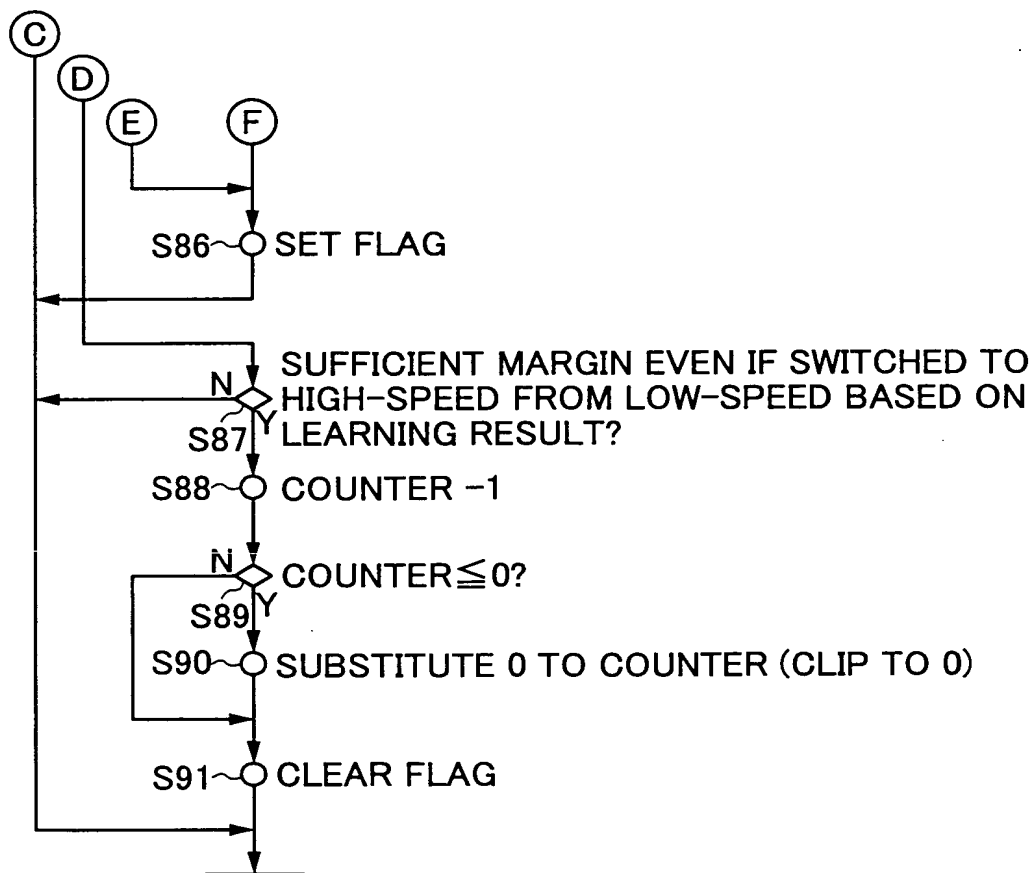 C
D
E
F
S86 SET FLAG
SUFFICIENT MARGIN EVEN IF SWITCHED TO
N HIGH-SPEED FROM LOW-SPEED BASED ON
S87 Y LEARNING RESULT?
S88 COUNTER -1
N COUNTER≦0?
S89 Y
S90 SUBSTITUTE 0 TO COUNTER (CLIP TO 0)
S91 CLEAR FLAG